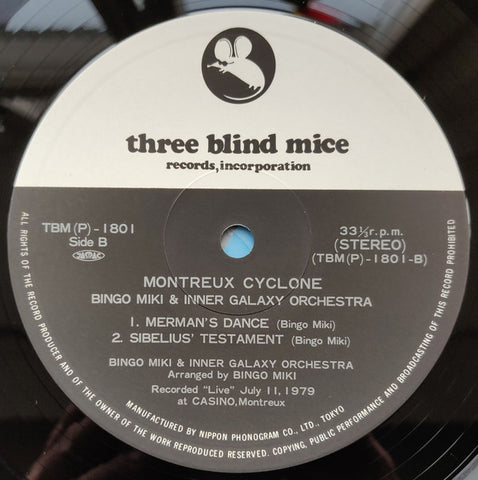 three blind mice
records, incorporation
TBM(P)-1801
Side B
JASRAC
33⅓r.p.m.
(STEREO)
(TBM(P)-1801-B)
MONTREUX CYCLONE
BINGO MIKI & INNER GALAXY ORCHESTRA
1. MERMAN'S DANCE (Bingo Miki)
2. SIBELIUS' TESTAMENT (Bingo Miki)
BINGO MIKI & INNER GALAXY ORCHESTRA
Arranged by BINGO MIKI
Recorded "Live" July 11, 1979
at CASINO, Montreux
MANUFACTURED BY NIPPON PHONOGRAM CO., LTD., TOKYO
ALL RIGHTS OF THE RECORD PRODUCER AND OF THE OWNER OF THE WORK REPRODUCED RESERVED. COPYING, PUBLIC PERFORMANCE AND BROADCASTING OF THIS RECORD PROHIBITED